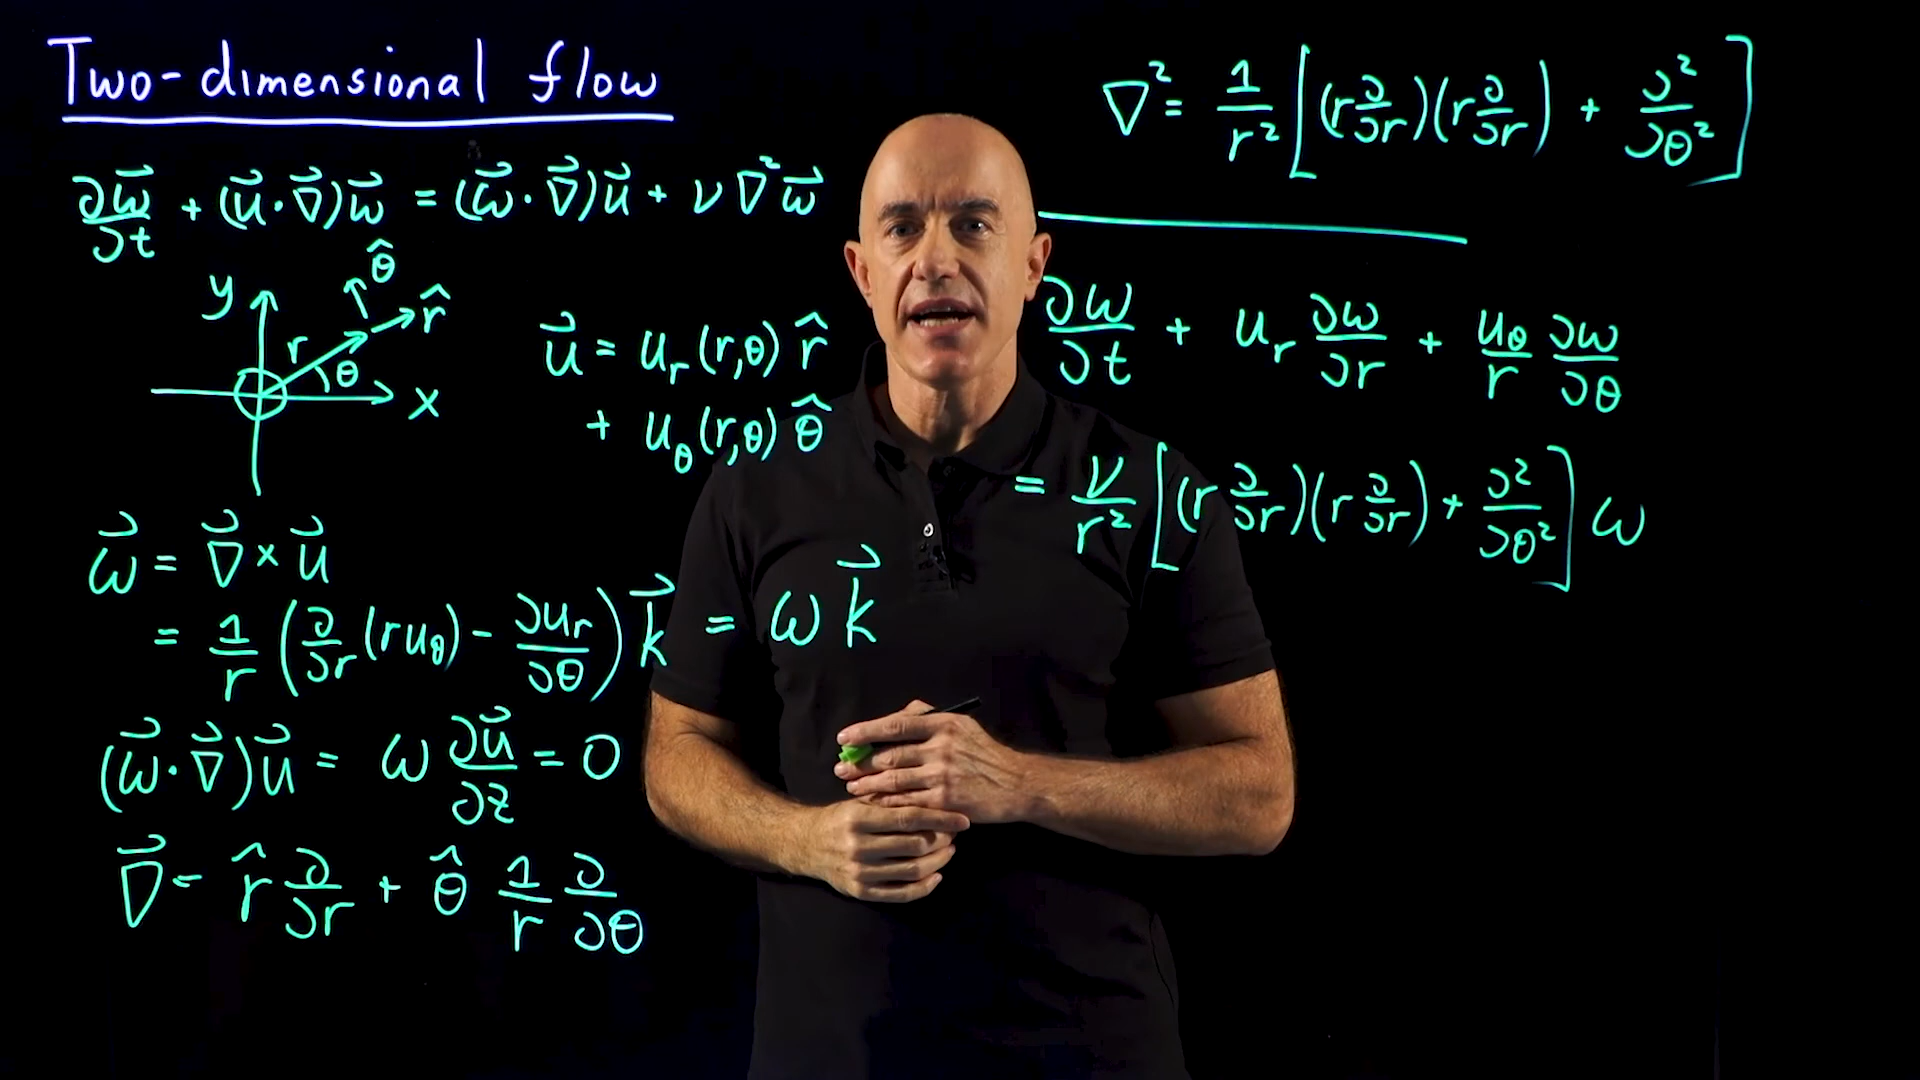 Two-dimensional flow
∂ω⃗/∂t + (u⃗·∇⃗)ω⃗ = (ω⃗·∇⃗)u⃗ + ν∇²ω⃗
y
θ̂
r̂
r
θ
x
u⃗ = u_r(r,θ) r̂
+ u_θ(r,θ) θ̂
ω⃗ = ∇⃗ × u⃗
= 1/r (∂/∂r (r u_θ) - ∂u_r/∂θ) k⃗ = ω k⃗
(ω⃗·∇⃗)u⃗ = ω ∂u⃗/∂z = 0
∇⃗ = r̂ ∂/∂r + θ̂ 1/r ∂/∂θ
∇² = 1/r² [(r ∂/∂r)(r ∂/∂r) + ∂²/∂θ²]
∂ω/∂t + u_r ∂ω/∂r + u_θ/r ∂ω/∂θ
= ν/r² [(r ∂/∂r)(r ∂/∂r) + ∂²/∂θ²] ω